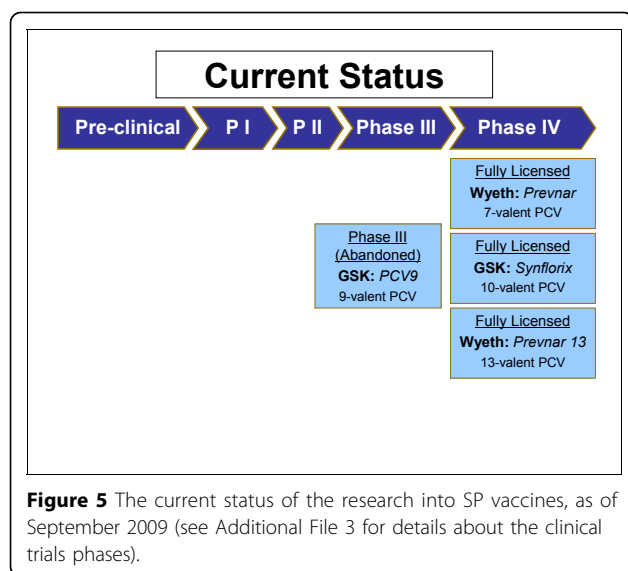 Current Status
Pre-clinical P I P II Phase III Phase IV
Fully Licensed
Wyeth: Prevnar
7-valent PCV
Phase III
(Abandoned)
GSK: PCV9
9-valent PCV
Fully Licensed
GSK: Synflorix
10-valent PCV
Fully Licensed
Wyeth: Prevnar 13
13-valent PCV
Figure 5 The current status of the research into SP vaccines, as of
September 2009 (see Additional File 3 for details about the clinical
trials phases).